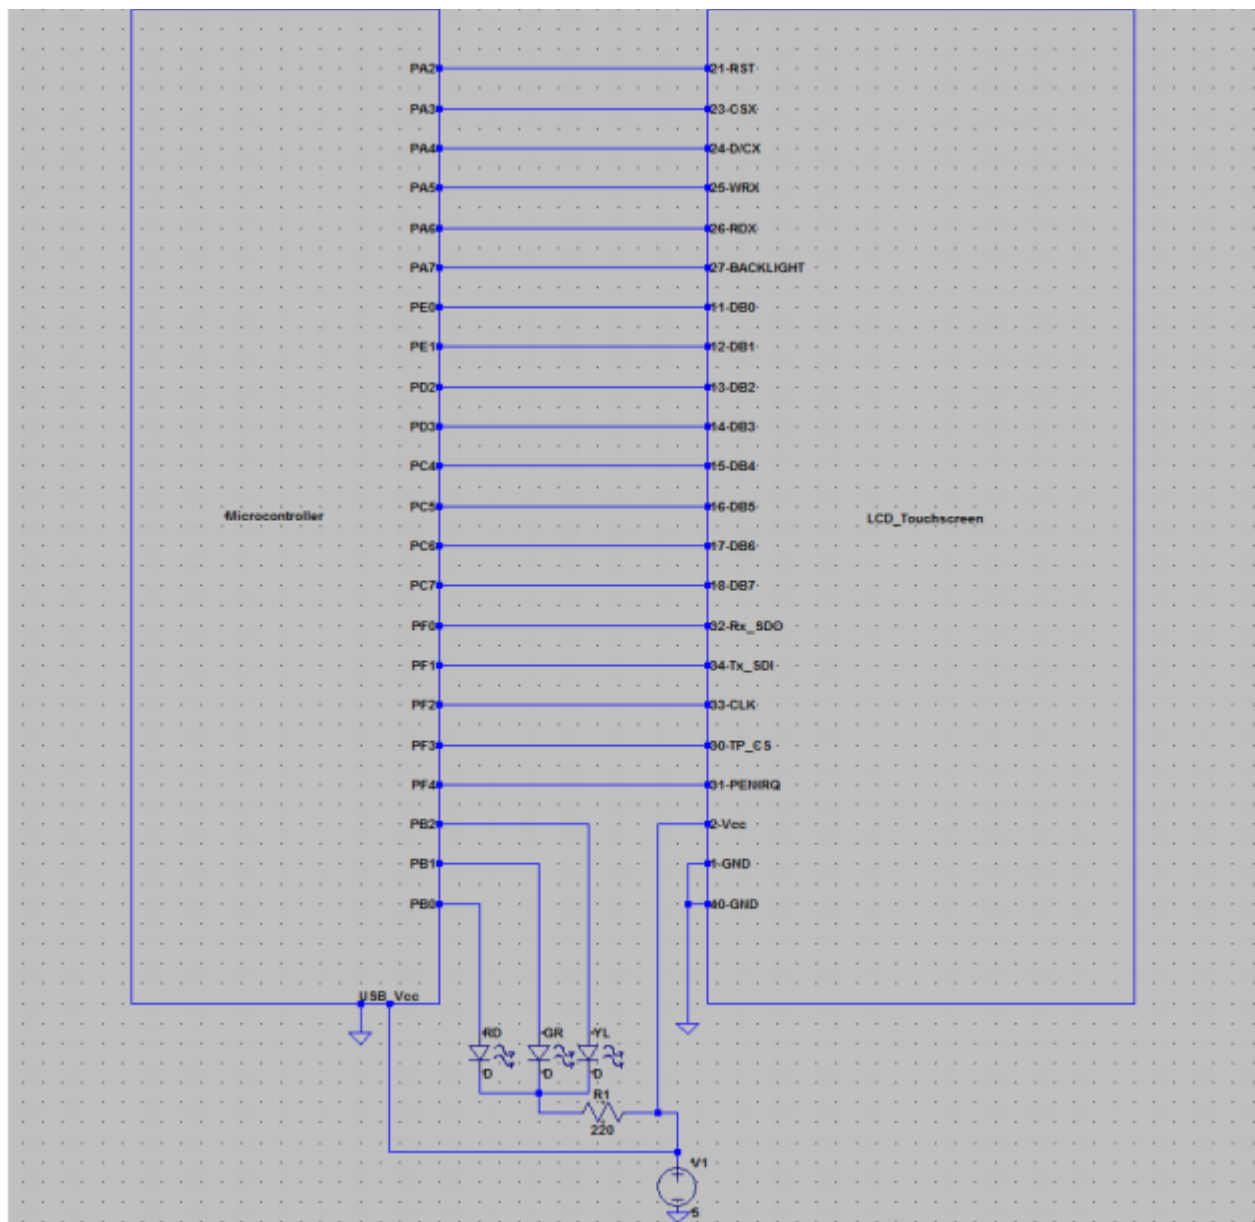 PA2 21-RST
PA3 23-CSX
PA4 24-D/CX
PA5 25-WRX
PA6 26-RDX
PA7 27-BACKLIGHT
PE0 11-DB0
PE1 12-DB1
PD2 13-DB2
PD3 14-DB3
PC4 15-DB4
Microcontroller PC5 16-DB5 LCD_Touchscreen
PC6 17-DB6
PC7 18-DB7
PF0 32-Rx_SDO
PF1 34-Tx_SDI
PF2 33-CLK
PF3 30-TP_CS
PF4 31-PENIRQ
PB2 2-Vcc
PB1 1-GND
PB0 40-GND
USB_Vcc
RD GR YL
D D D
R1
220
V1
5